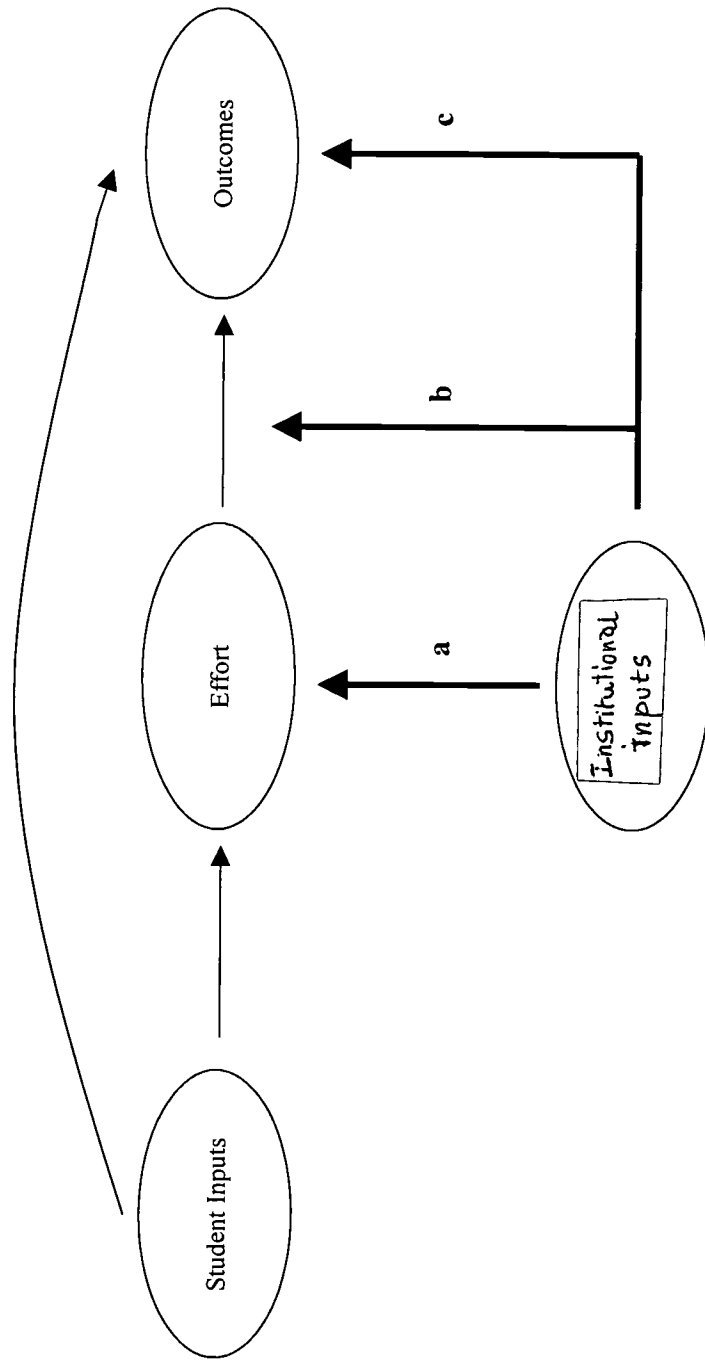 Student Inputs
Effort
Outcomes
a
b
c
Institutional
inputs